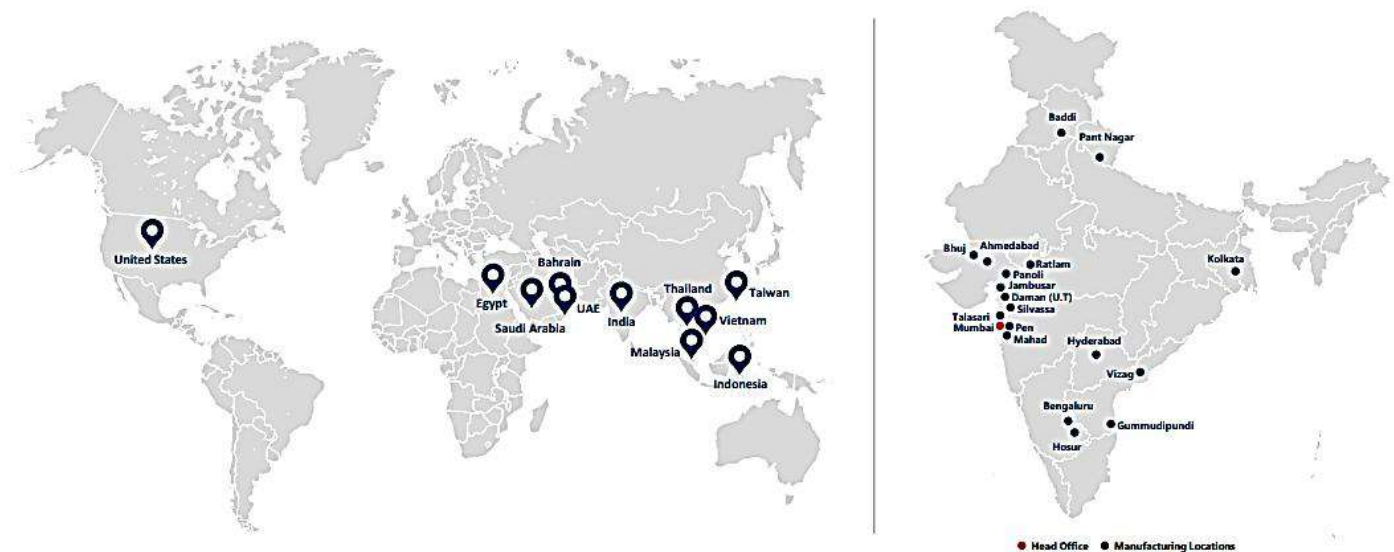 United States
Bahrain
Egypt
Saudi Arabia
UAE
India
Thailand
Taiwan
Vietnam
Malaysia
Indonesia
Baddi
Pant Nagar
Bhuj
Ahmedabad
Ratlam
Kolkata
Panoli
Jambusar
Daman (U.T)
Silvassa
Talasari
Mumbai
Pen
Mahad
Hyderabad
Vizag
Bengaluru
Gummudipundi
Hosur
Head Office
Manufacturing Locations